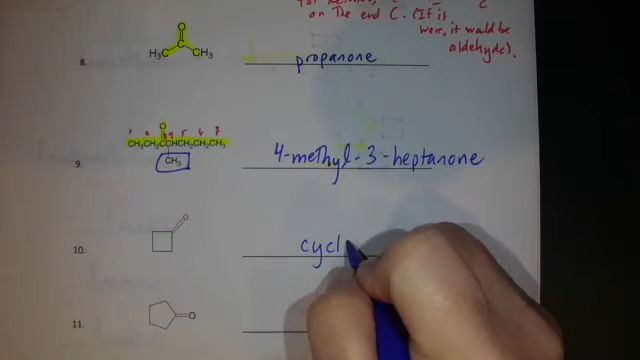 on The end C. (If it
were, it would be
aldehyde).
8.
O
H₃C C CH₃
propanone
O
1 2 3 4 5 6 7
CH₃CH₂CCHCH₂CH₂CH₃
CH₃
9.
4-methyl-3-heptanone
O
10.
cycl
11.
O